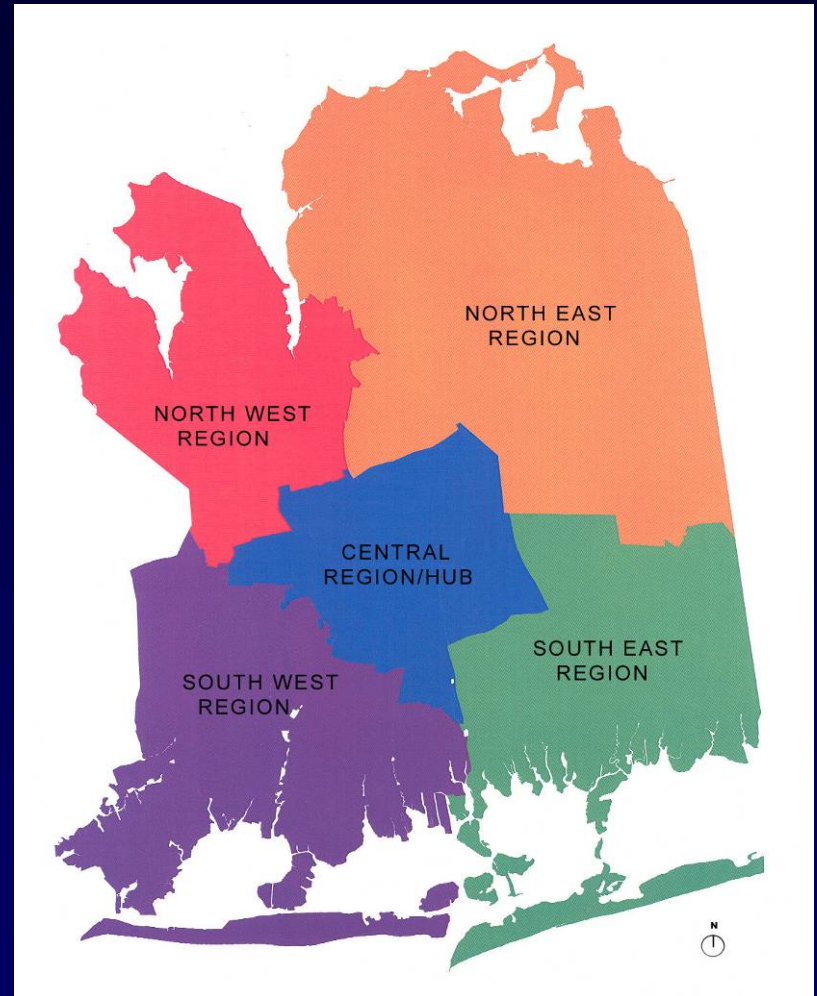 NORTH EAST
REGION
NORTH WEST
REGION
CENTRAL
REGION/HUB
SOUTH EAST
REGION
SOUTH WEST
REGION
N